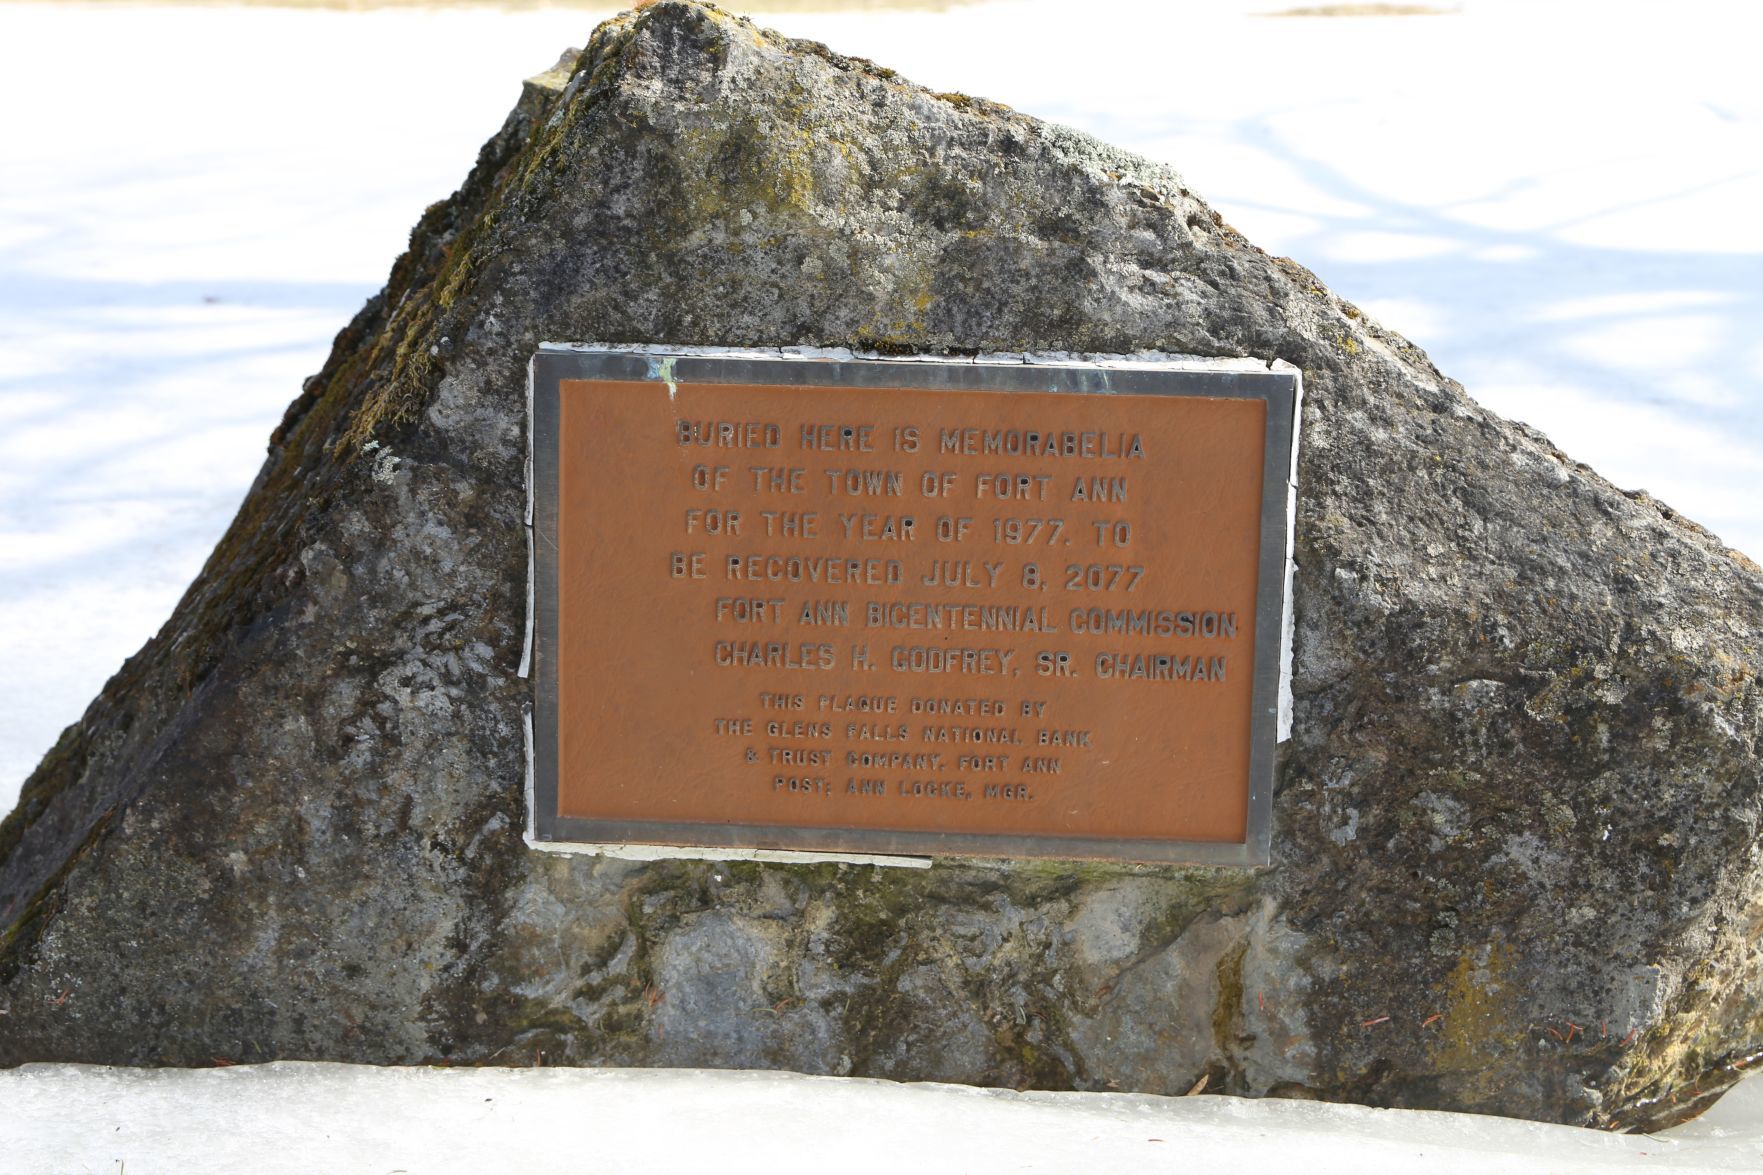 BURIED HERE IS MEMORABELIA
OF THE TOWN OF FORT ANN
FOR THE YEAR OF 1977. TO
BE RECOVERED JULY 8, 2077
FORT ANN BICENTENNIAL COMMISSION
CHARLES H. GODFREY, SR. CHAIRMAN
THIS PLAQUE DONATED BY
THE GLENS FALLS NATIONAL BANK
& TRUST COMPANY, FORT ANN
POST; ANN LOCKE, MGR.